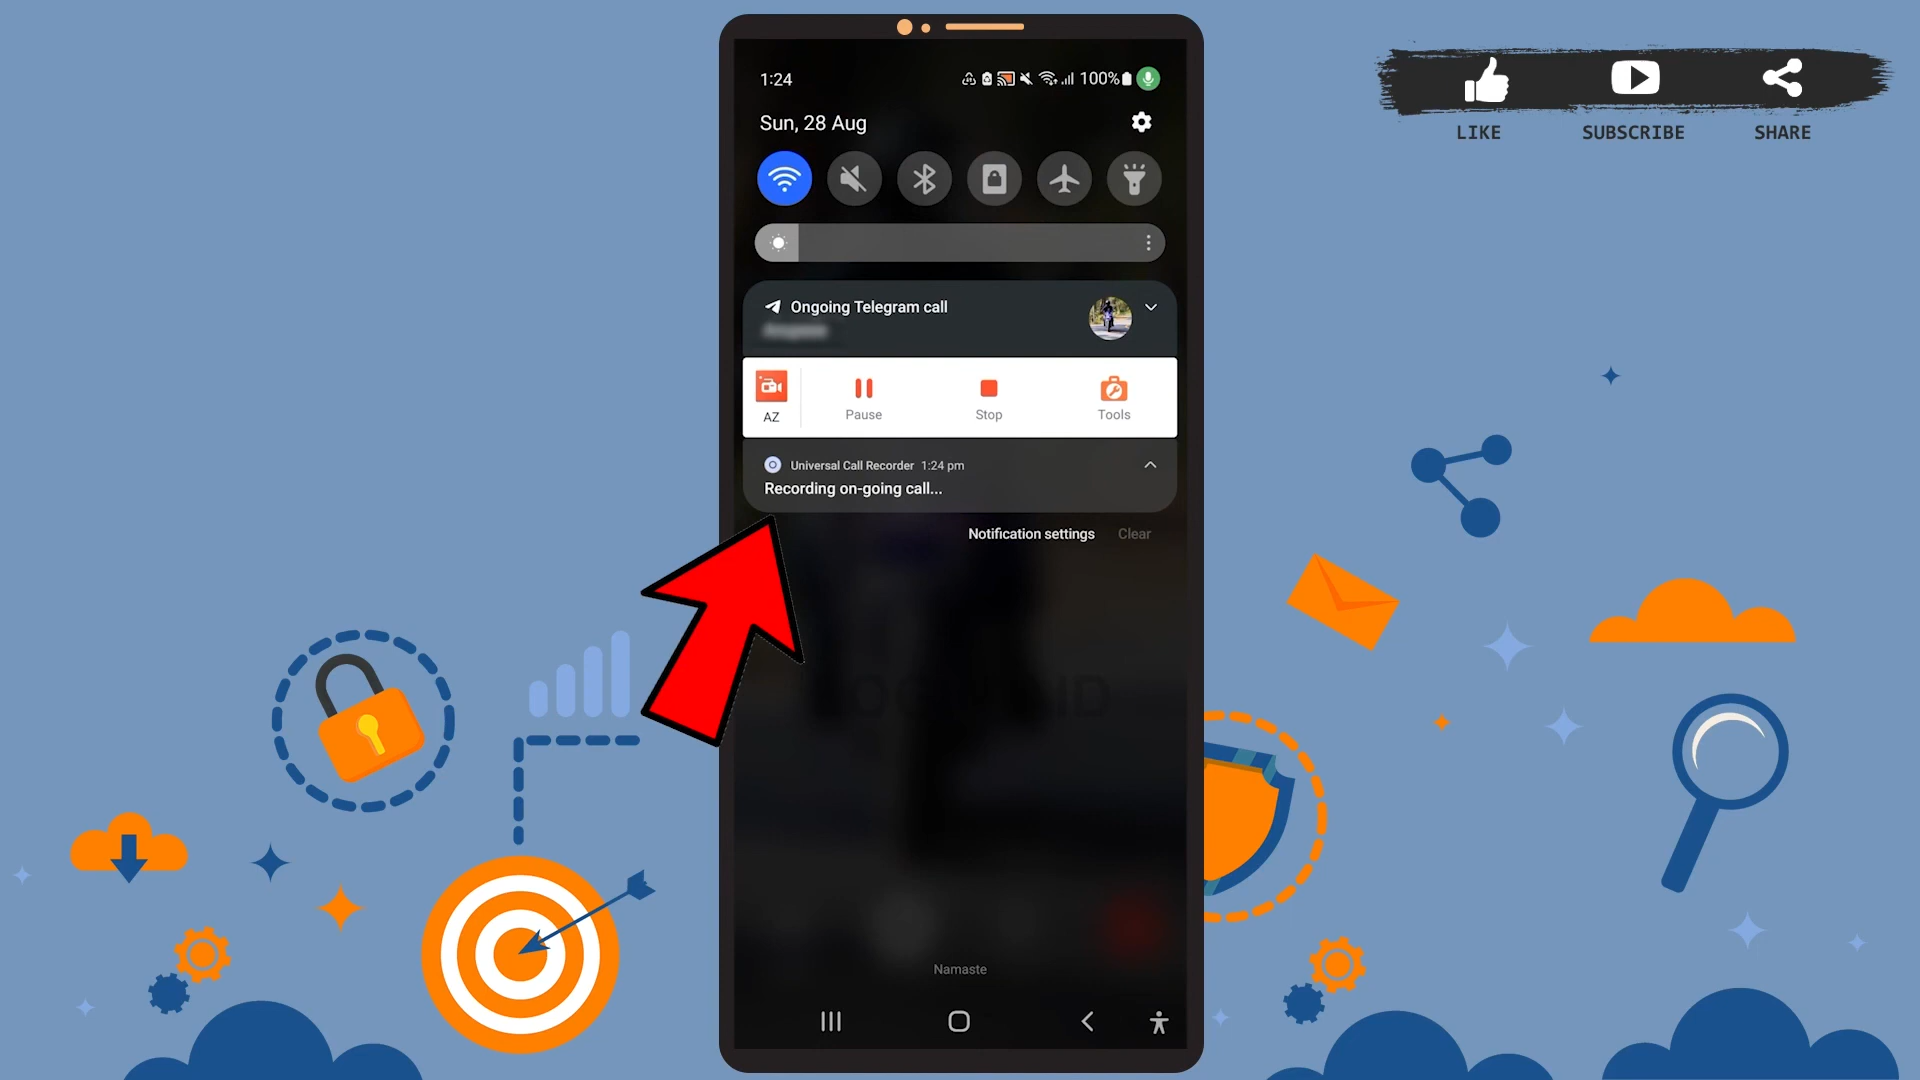 LIKE
SUBSCRIBE
SHARE
1:24
100%
Sun, 28 Aug
Ongoing Telegram call
AZ
Pause
Stop
Tools
Universal Call Recorder 1:24 pm
Recording on-going call...
Notification settings
Clear
Namaste